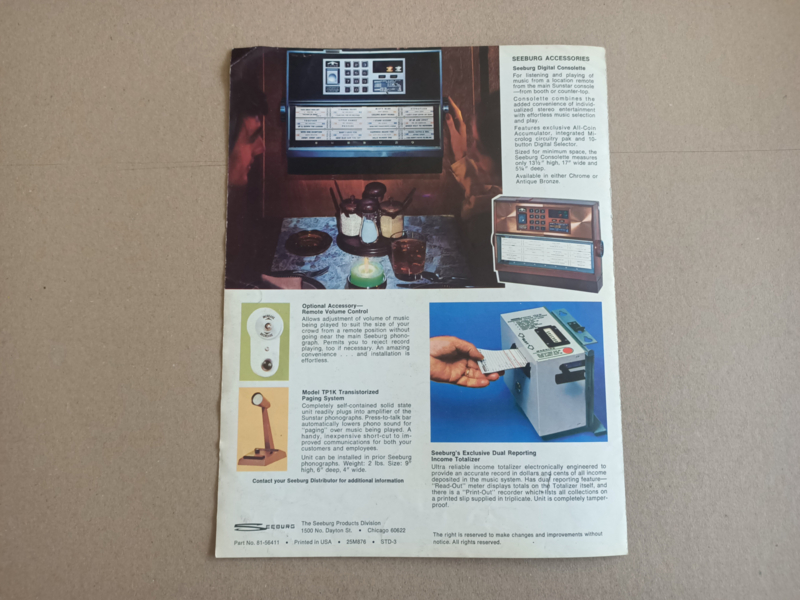 SEEBURG ACCESSORIES
Seeburg Digital Consolette
For listening and playing of
music from a location remote
from the main Sunstar console
—from booth or counter-top.
Consolette combines the
added convenience of individ-
ualized stereo entertainment
with effortless music selection
and play.
Features exclusive All-Coin
Accumulator, Integrated Mi-
crolog circuitry pak and 10-
button Digital Selector.
Sized for minimum space, the
Seeburg Consolette measures
only 13½" high, 17" wide and
deep.
Available in either Chrome or
Antique Bronze.
Optional Accessory—
Remote Volume Control
Allows adjustment of volume of music
being played to suit the size of your
crowd from a remote position without
going near the main Seeburg phono-
graph. Permits you to reject record
playing, too if necessary. An amazing
convenience . . . and installation is
effortless.
Model TP1K Transistorized
Paging System
Completely self-contained solid state
unit readily plugs into amplifier of the
Sunstar phonographs. Press-to-talk bar
automatically lowers phono sound for
"paging" over music being played. A
handy, inexpensive short-cut to im-
proved communications for both your
customers and employees.
Unit can be installed in prior Seeburg
phonographs. Weight: 2 lbs. Size: 9"
high, 6" deep, 4" wide.
Contact your Seeburg Distributor for additional information
Seeburg's Exclusive Dual Reporting
Income Totalizer
Ultra reliable income totalizer electronically engineered to
provide an accurate record in dollars and cents of all income
deposited in the music system. Has dual reporting feature—
"Read-Out" meter displays totals on the Totalizer itself, and
there is a "Print-Out" recorder which lists all collections on
a printed slip supplied in triplicate. Unit is completely tamper-
proof.
SEEBURG
The Seeburg Products Division
1500 No. Dayton St. • Chicago 60622
Part No. 81-56411 • Printed in USA • 25M876 • STD-3
The right is reserved to make changes and improvements without
notice. All rights reserved.